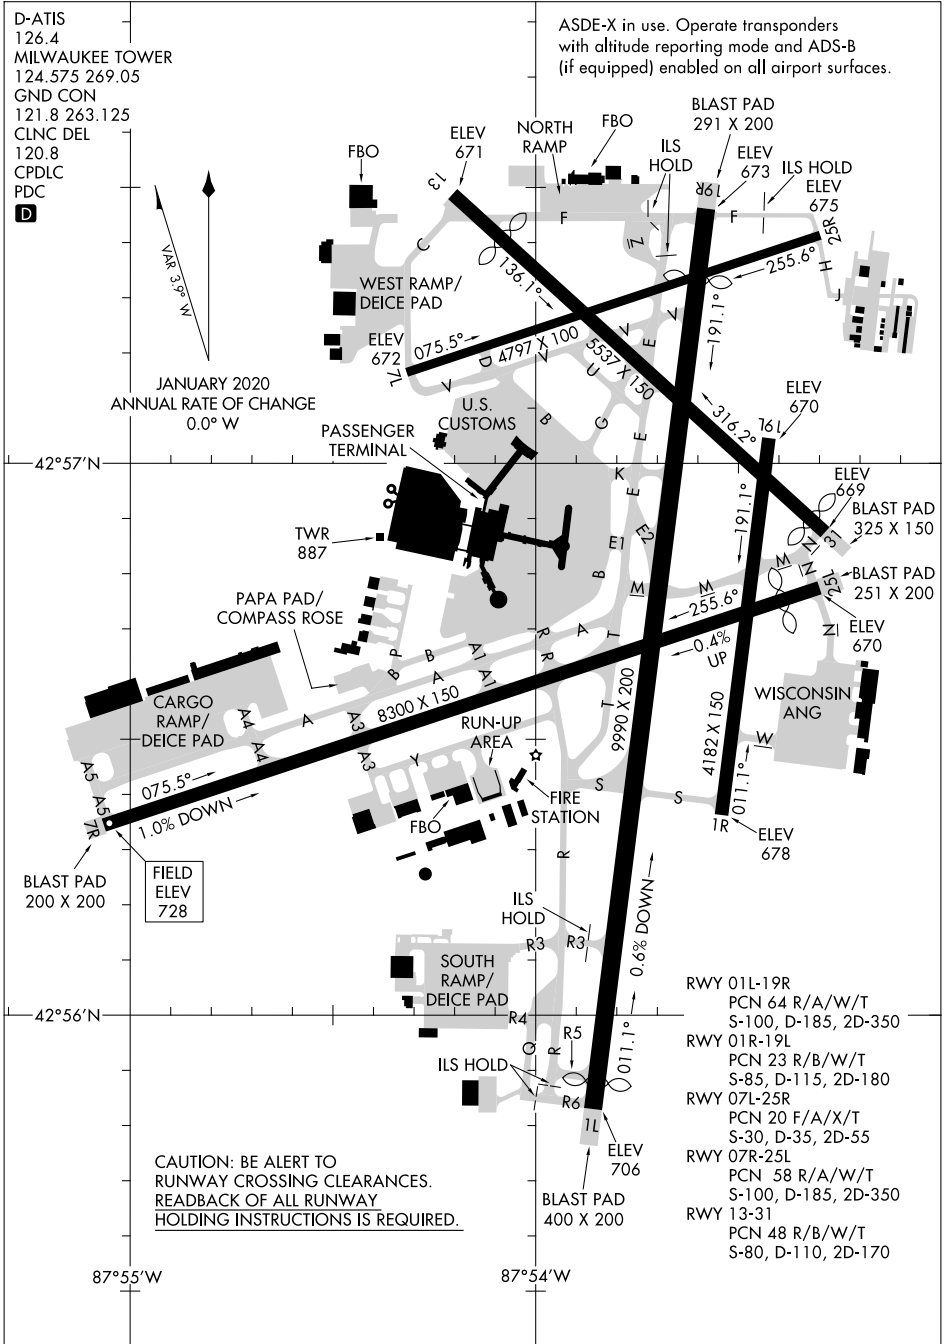 D-ATIS
126.4
MILWAUKEE TOWER
124.575 269.05
GND CON
121.8 263.125
CLNC DEL
120.8
CPDLC
PDC
D
ASDE-X in use. Operate transponders
with altitude reporting mode and ADS-B
(if equipped) enabled on all airport surfaces.
VAR 3.9° W
JANUARY 2020
ANNUAL RATE OF CHANGE
0.0° W
FBO
ELEV
671
NORTH
RAMP
FBO
ILS
HOLD
BLAST PAD
291 X 200
ELEV
673
ILS HOLD
ELEV
675
13
19R
25R
F
F
Z
C
H
J
136.1°
255.6°
191.1°
WEST RAMP/
DEICE PAD
ELEV
672
075.5°
4797 X 100
5537 X 150
7L
V
D
V
V
V
U
E
B
G
E
U.S.
CUSTOMS
PASSENGER
TERMINAL
316.2°
ELEV
670
19L
42°57'N
K
E
E2
E1
191.1°
ELEV
669
BLAST PAD
325 X 150
31
TWR
887
M
M
M
N
N
25L
BLAST PAD
251 X 200
B
255.6°
0.4%
UP
N
ELEV
670
PAPA PAD/
COMPASS ROSE
P
B
B
A
A1
A1
R
R
A
T
T
CARGO
RAMP/
DEICE PAD
A4
A4
A
A3
A3
8300 X 150
RUN-UP
AREA
Y
9990 X 200
4182 X 150
WISCONSIN
ANG
W
A5
A5
075.5°
1.0% DOWN
7R
FBO
FIRE
STATION
S
S
011.1°
1R
ELEV
678
BLAST PAD
200 X 200
FIELD
ELEV
728
R
ILS
HOLD
R3
R3
0.6% DOWN
SOUTH
RAMP/
DEICE PAD
42°56'N
R4
Q
R
R5
R6
ILS HOLD
011.1°
1L
ELEV
706
BLAST PAD
400 X 200
RWY 01L-19R
PCN 64 R/A/W/T
S-100, D-185, 2D-350
RWY 01R-19L
PCN 23 R/B/W/T
S-85, D-115, 2D-180
RWY 07L-25R
PCN 20 F/A/X/T
S-30, D-35, 2D-55
RWY 07R-25L
PCN 58 R/A/W/T
S-100, D-185, 2D-350
RWY 13-31
PCN 48 R/B/W/T
S-80, D-110, 2D-170
CAUTION: BE ALERT TO
RUNWAY CROSSING CLEARANCES.
READBACK OF ALL RUNWAY
HOLDING INSTRUCTIONS IS REQUIRED.
87°55'W
87°54'W